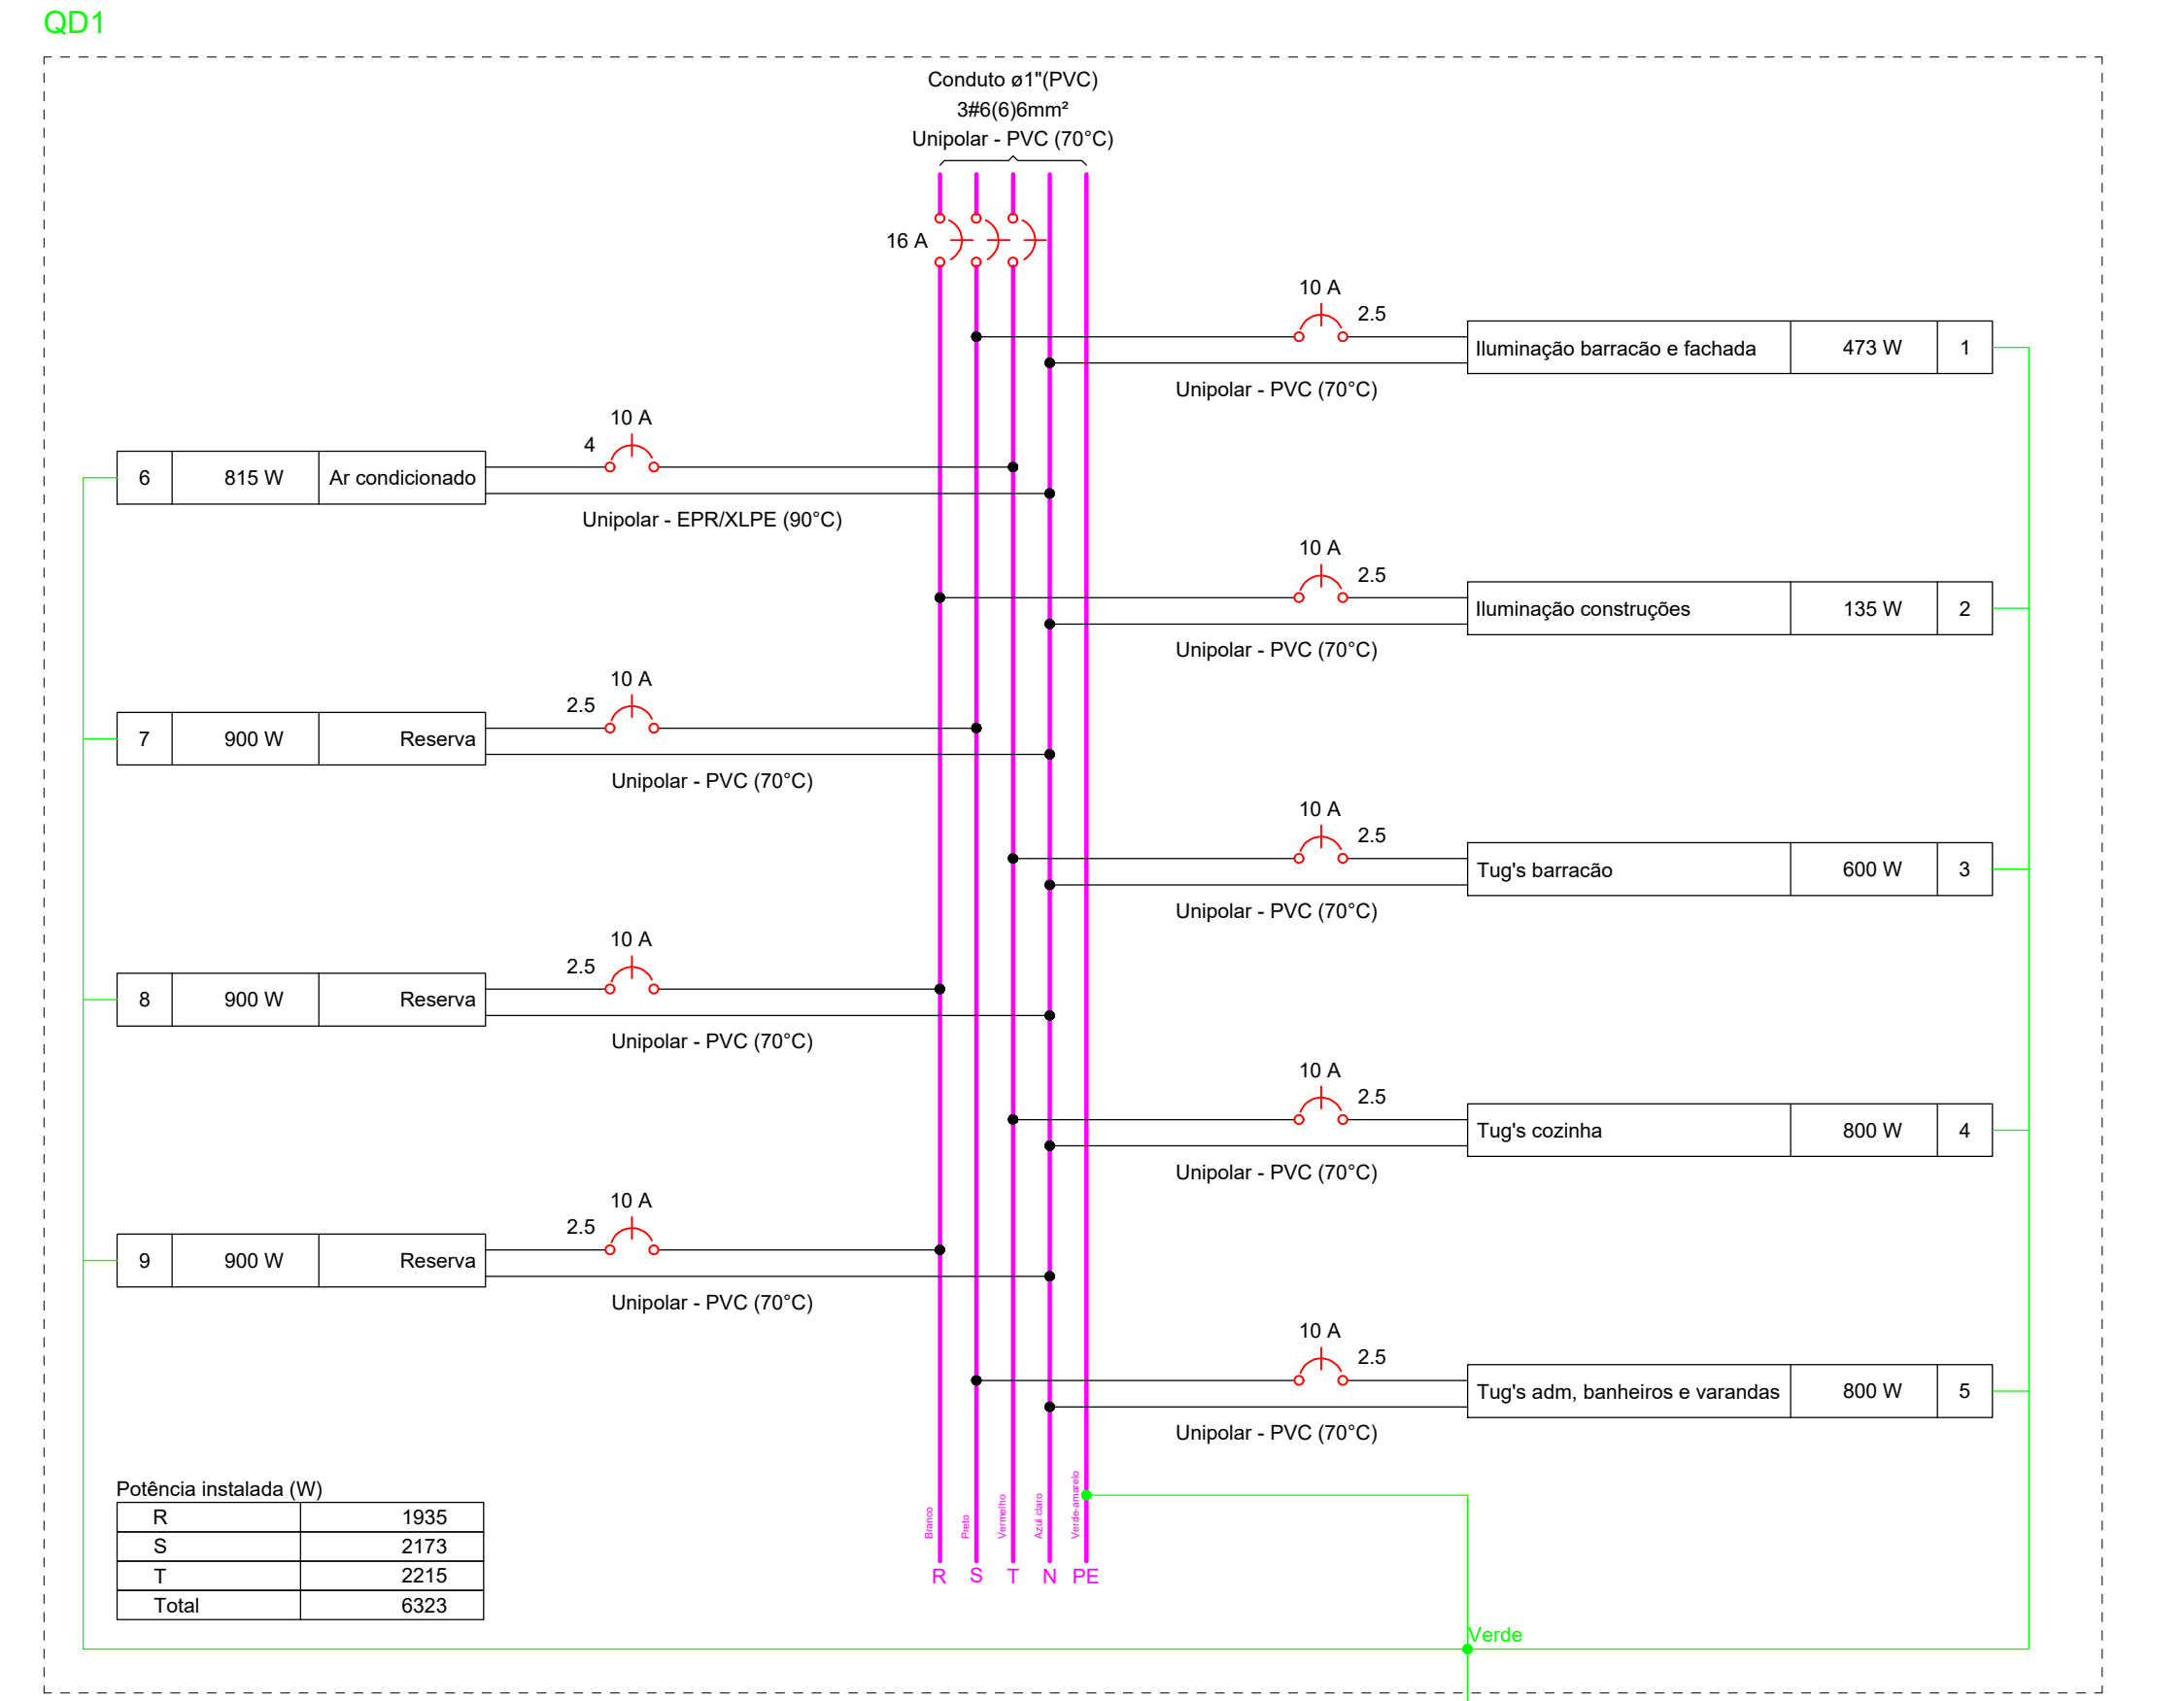 QD1
Conduto ø1"(PVC)
3#6(6)6mm²
Unipolar - PVC (70°C)
16 A
10 A
2.5
Iluminação barracão e fachada 473 W 1
Unipolar - PVC (70°C)
10 A
4
6 815 W Ar condicionado
Unipolar - EPR/XLPE (90°C)
10 A
2.5
Iluminação construções 135 W 2
Unipolar - PVC (70°C)
10 A
2.5
7 900 W Reserva
Unipolar - PVC (70°C)
10 A
2.5
Tug's barracão 600 W 3
Unipolar - PVC (70°C)
10 A
2.5
8 900 W Reserva
Unipolar - PVC (70°C)
10 A
2.5
Tug's cozinha 800 W 4
Unipolar - PVC (70°C)
10 A
2.5
9 900 W Reserva
Unipolar - PVC (70°C)
10 A
2.5
Tug's adm, banheiros e varandas 800 W 5
Unipolar - PVC (70°C)
Potência instalada (W)
R 1935
S 2173
T 2215
Total 6323
Branco
Preto
Vermelho
Azul claro
Verde-amarelo
R S T N PE
Verde